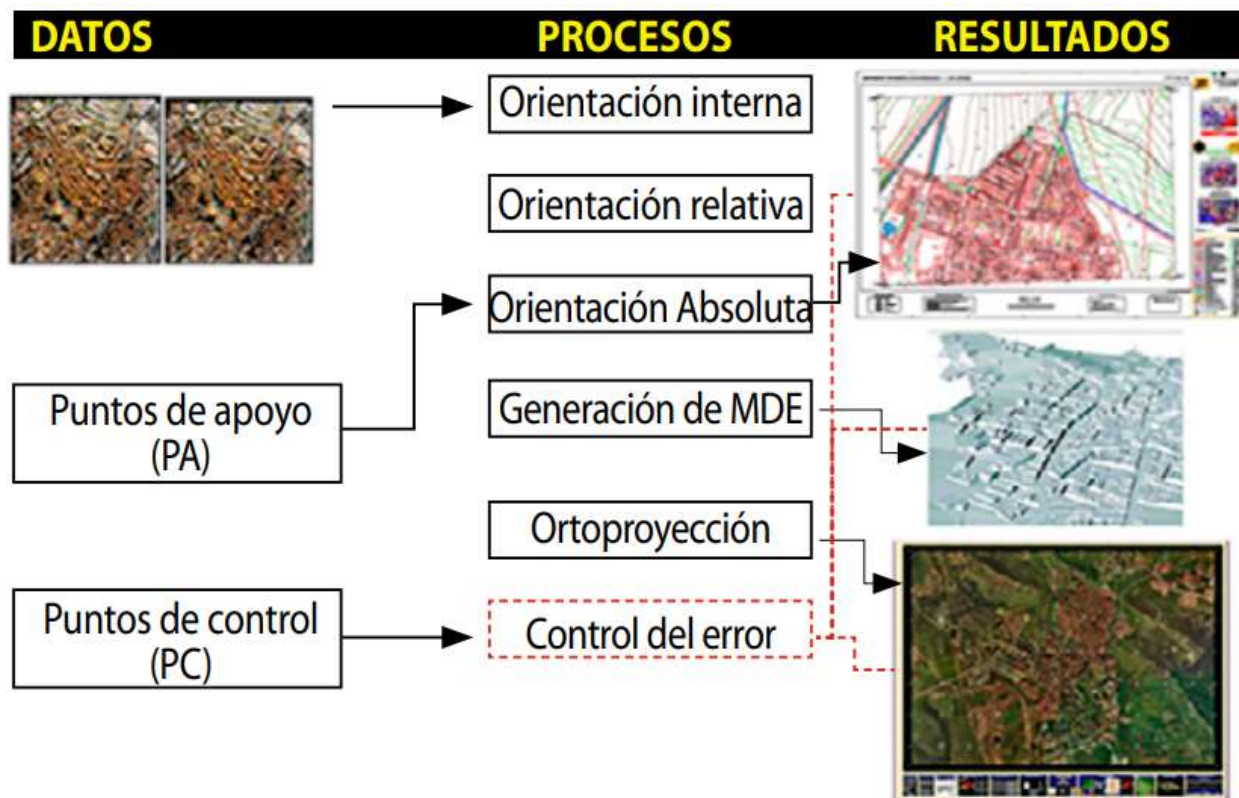 DATOS
PROCESOS
RESULTADOS
Orientación interna
Orientación relativa
Orientación Absoluta
Puntos de apoyo
(PA)
Generación de MDE
Ortoproyección
Puntos de control
(PC)
Control del error